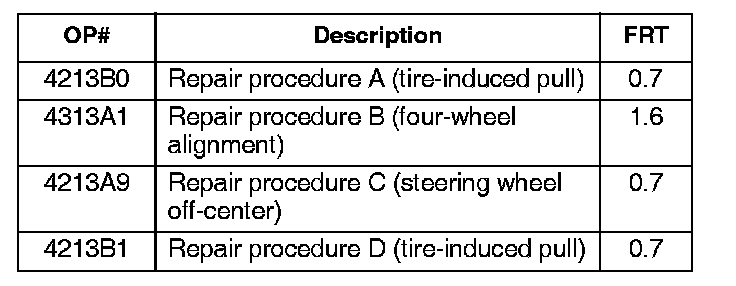 OP# Description FRT
4213B0 Repair procedure A (tire-induced pull) 0.7
4313A1 Repair procedure B (four-wheel 1.6
alignment)
4213A9 Repair procedure C (steering wheel 0.7
off-center)
4213B1 Repair procedure D (tire-induced pull) 0.7